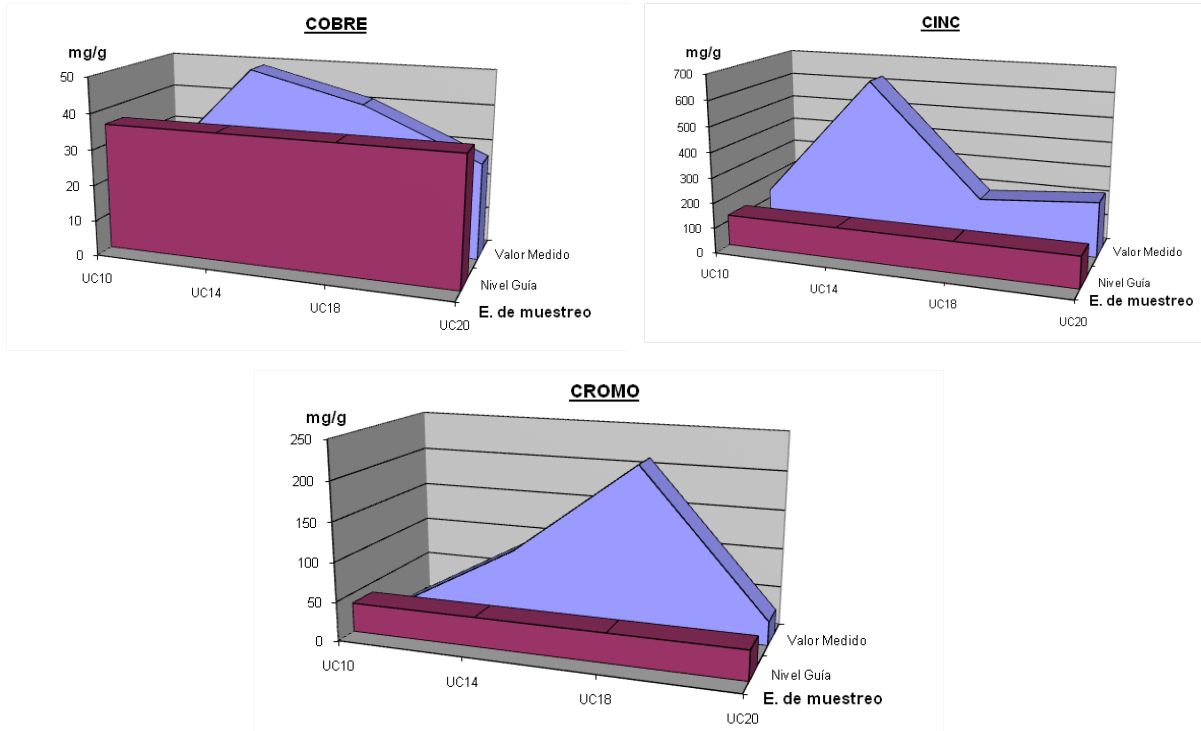 COBRE
mg/g
50
40
30
20
10
0
UC10
UC14
UC18
UC20
Valor Medido
Nivel Guía
E. de muestreo
CINC
mg/g
700
600
500
400
300
200
100
0
UC10
UC14
UC18
UC20
Valor Medido
Nivel Guía
E. de muestreo
CROMO
mg/g
250
200
150
100
50
0
UC10
UC14
UC18
UC20
Valor Medido
Nivel Guía
E. de muestreo